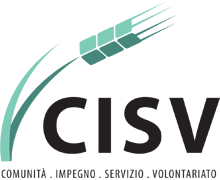 CISV
COMUNITÀ . IMPEGNO . SERVIZIO . VOLONTARIATO